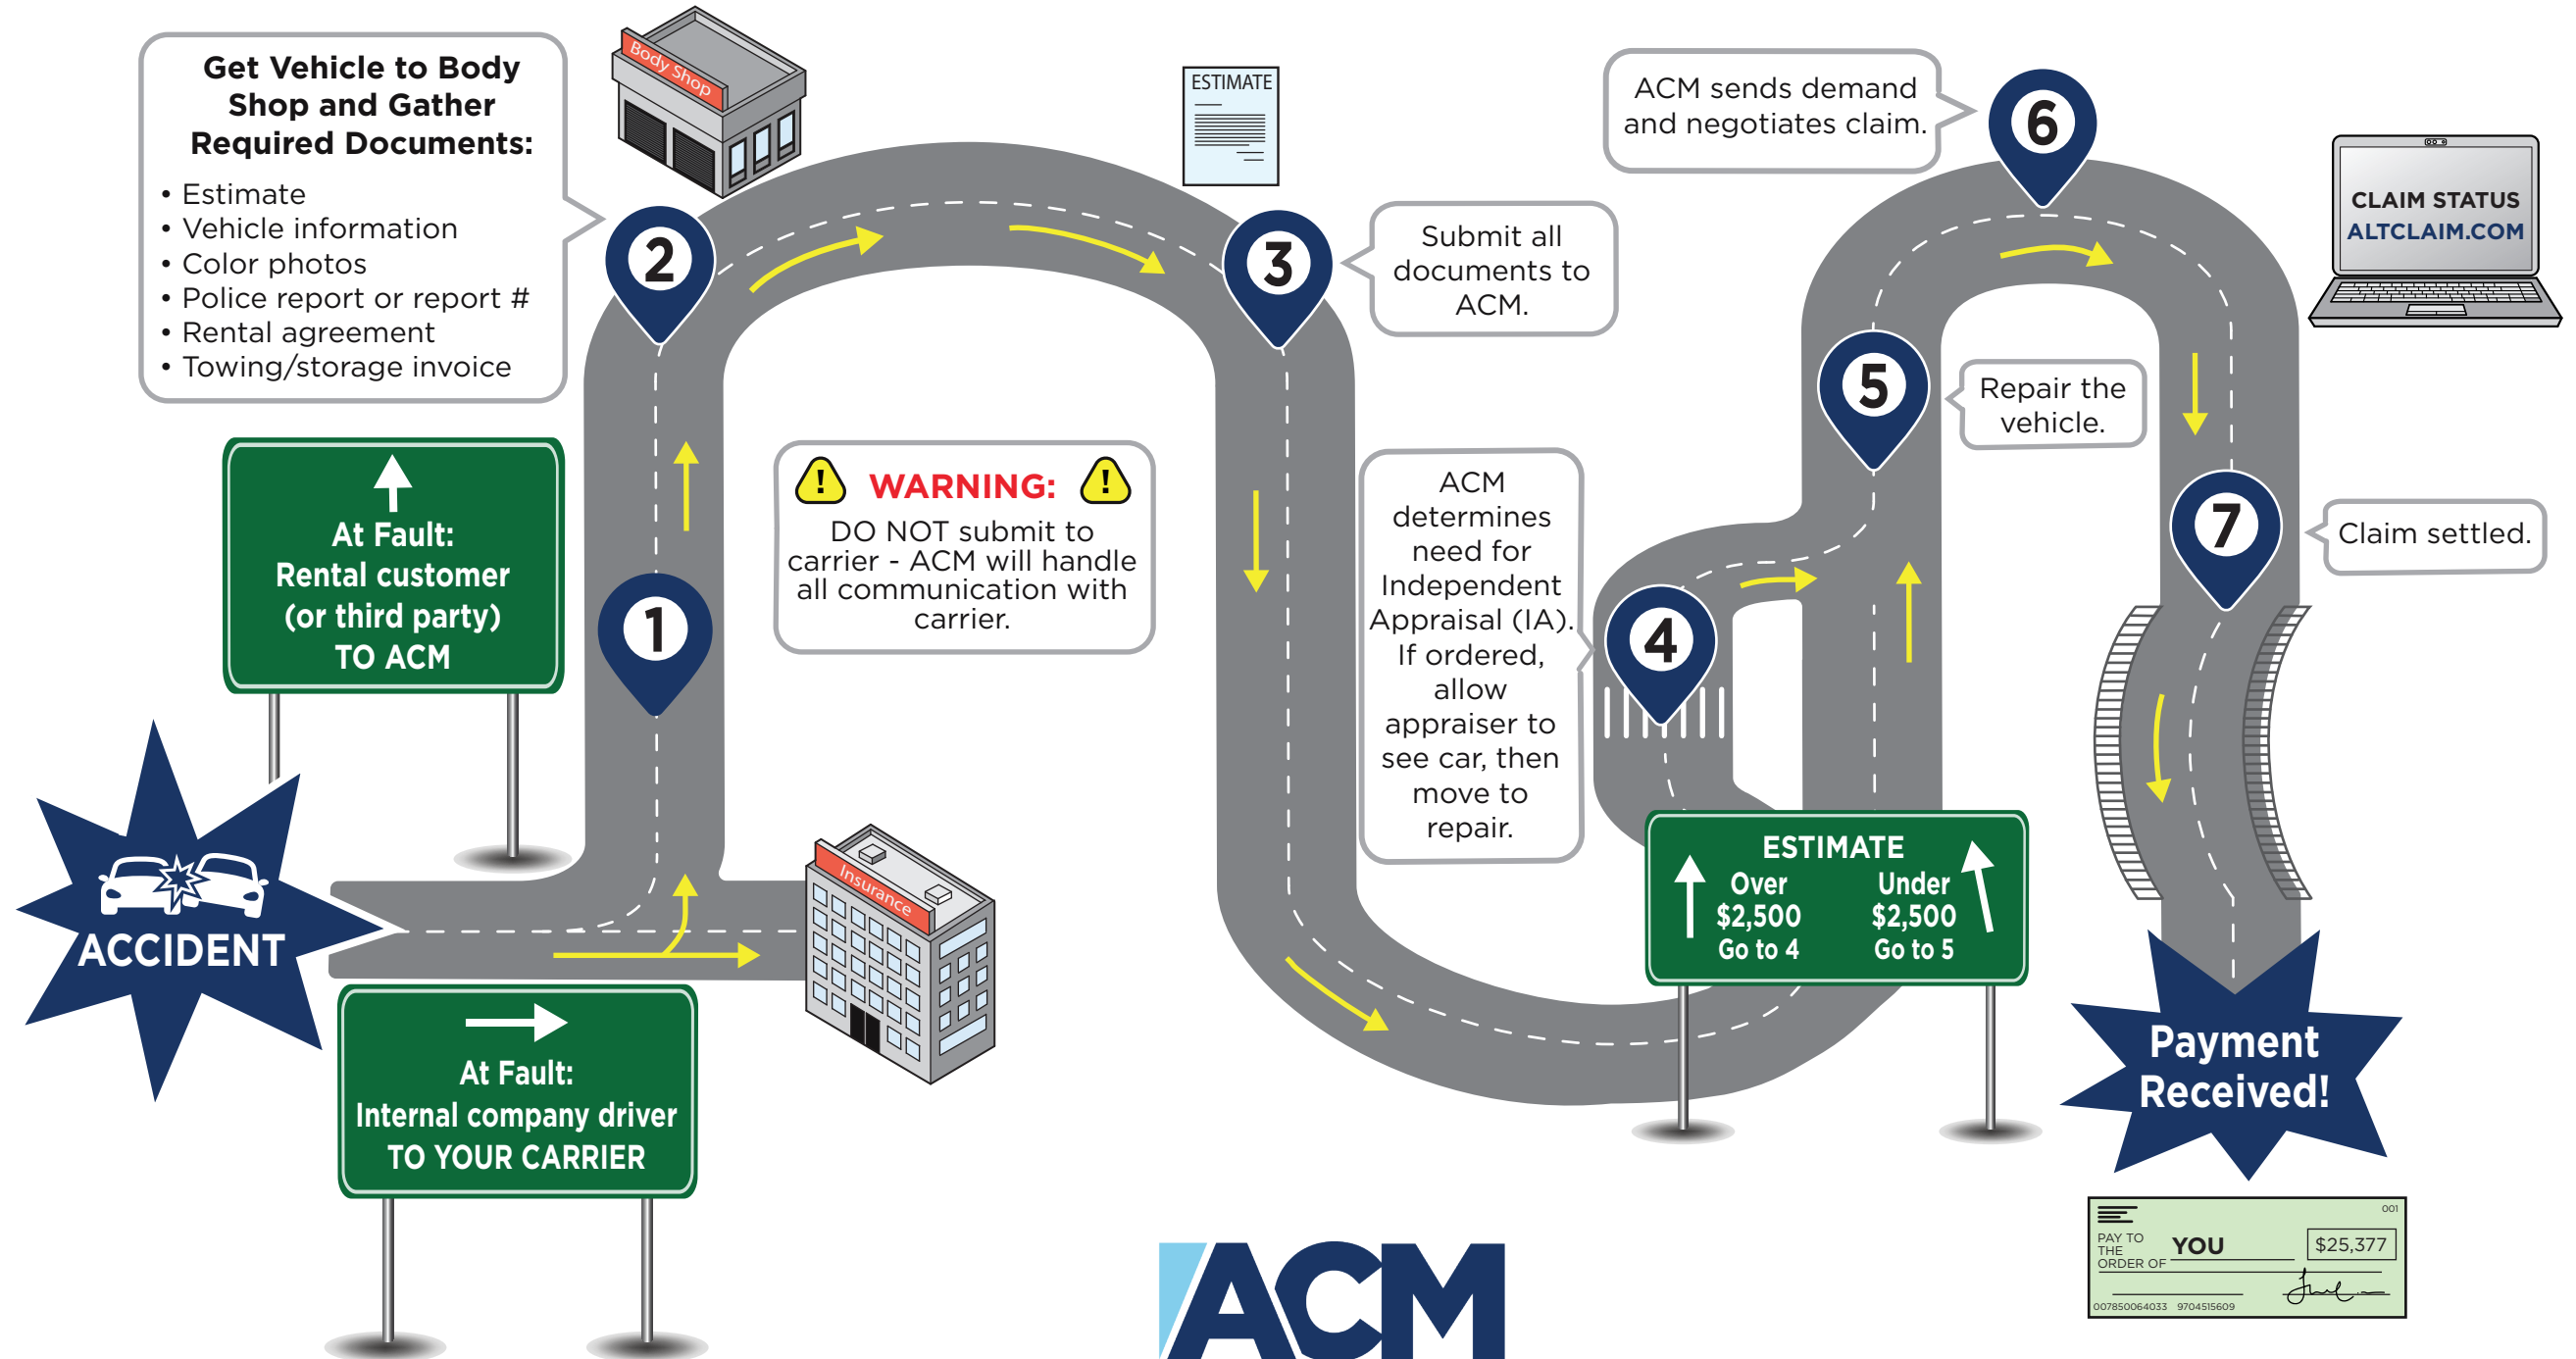 Get Vehicle to Body
Shop and Gather
Required Documents:
• Estimate
• Vehicle information
• Color photos
• Police report or report #
• Rental agreement
• Towing/storage invoice
Body Shop
2
ESTIMATE
3
Submit all
documents to
ACM.
ACM sends demand
and negotiates claim.
6
CLAIM STATUS
ALTCLAIM.COM
At Fault:
Rental customer
(or third party)
TO ACM
1
! WARNING: !
DO NOT submit to
carrier - ACM will handle
all communication with
carrier.
ACM
determines
need for
Independent
Appraisal (IA).
If ordered,
allow
appraiser to
see car, then
move to
repair.
4
5
Repair the
vehicle.
7
Claim settled.
ACCIDENT
Insurance
At Fault:
Internal company driver
TO YOUR CARRIER
ESTIMATE
Over
$2,500
Go to 4
Under
$2,500
Go to 5
Payment
Received!
001
PAY TO
THE
ORDER OF
YOU
$25,377
007850064033 9704515609
ACM